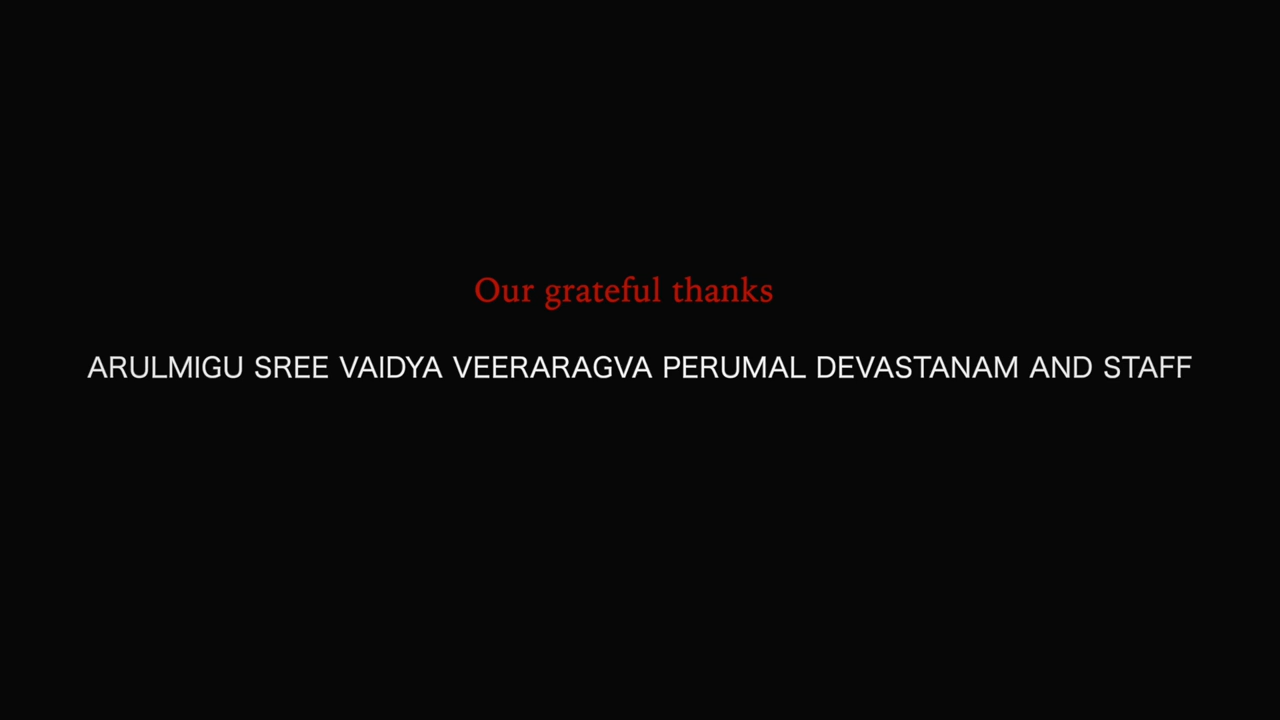 Our grateful thanks
ARULMIGU SREE VAIDYA VEERARAGVA PERUMAL DEVASTANAM AND STAFF